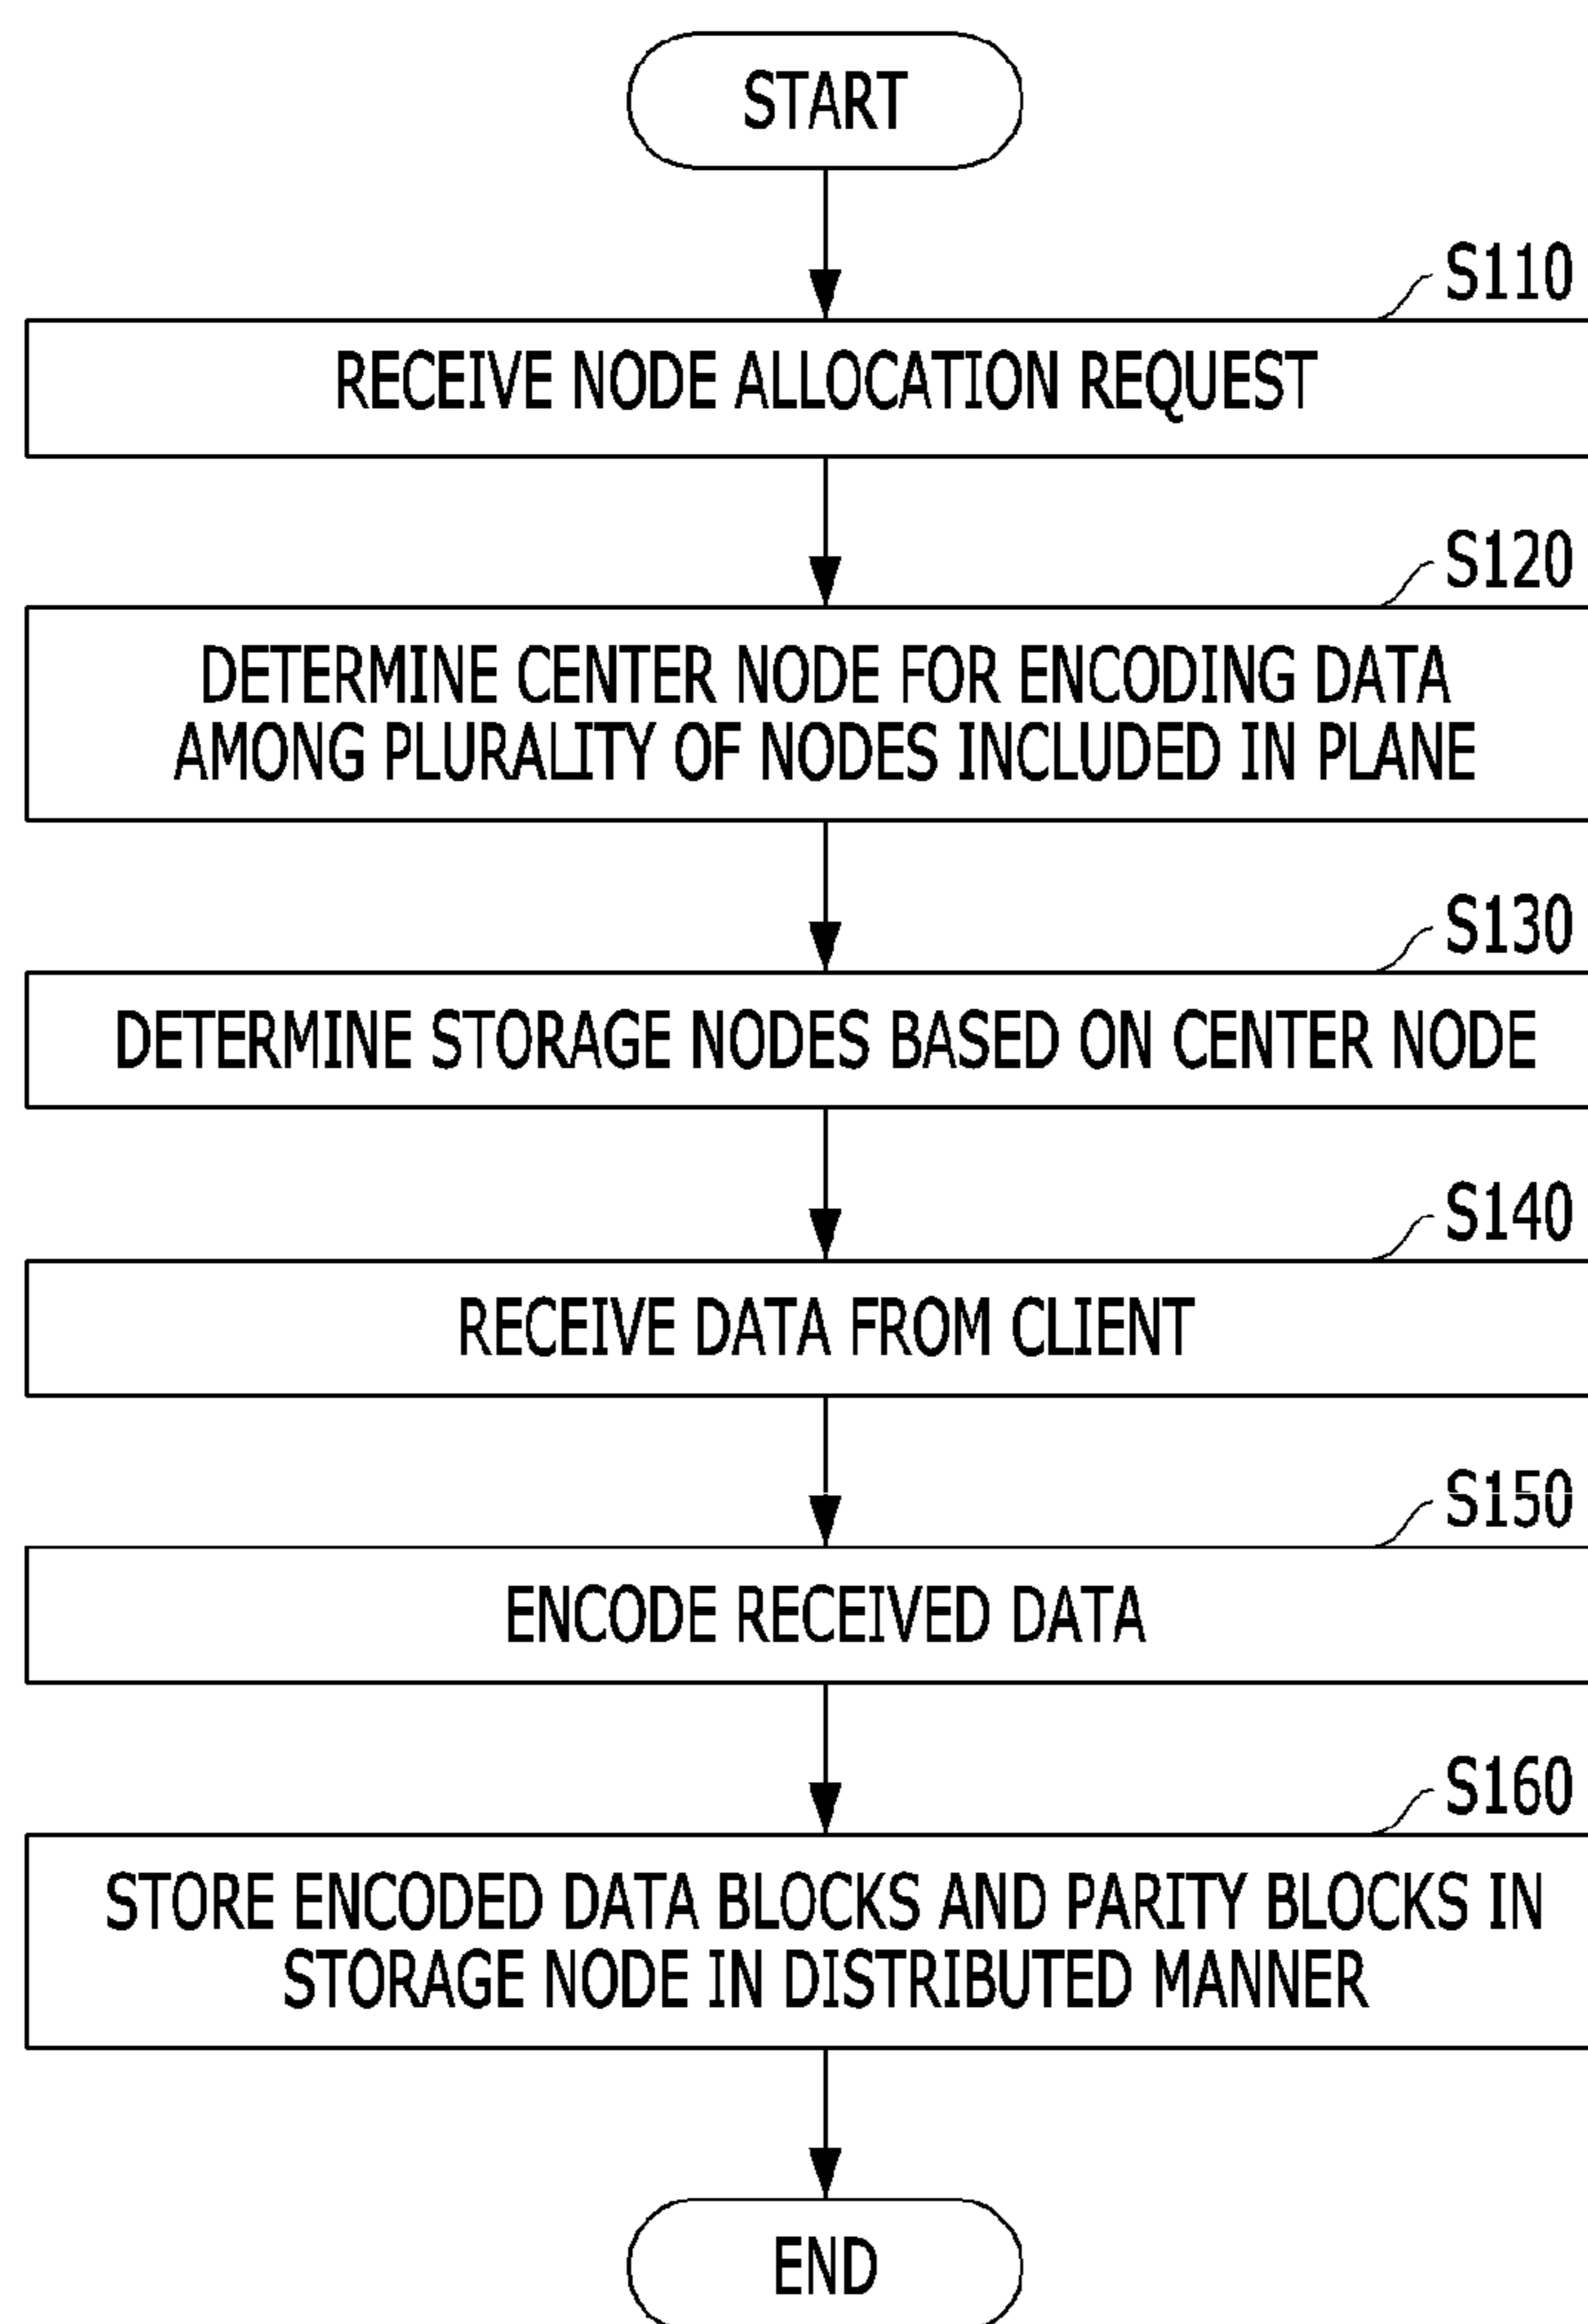 START
S110
RECEIVE NODE ALLOCATION REQUEST
S120
DETERMINE CENTER NODE FOR ENCODING DATA
AMONG PLURALITY OF NODES INCLUDED IN PLANE
S130
DETERMINE STORAGE NODES BASED ON CENTER NODE
S140
RECEIVE DATA FROM CLIENT
S150
ENCODE RECEIVED DATA
S160
STORE ENCODED DATA BLOCKS AND PARITY BLOCKS IN
STORAGE NODE IN DISTRIBUTED MANNER
END